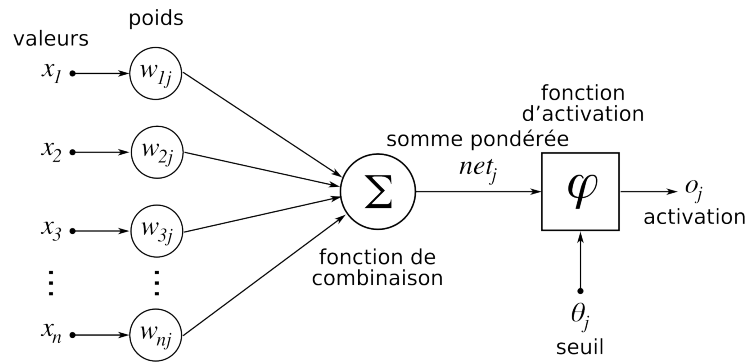 poids
valeurs
x₁
w₁ⱼ
x₂
w₂ⱼ
x₃
w₃ⱼ
⋮
⋮
xₙ
wₙⱼ
Σ
fonction de
combinaison
somme pondérée
netⱼ
fonction
d’activation
φ
oⱼ
activation
θⱼ
seuil